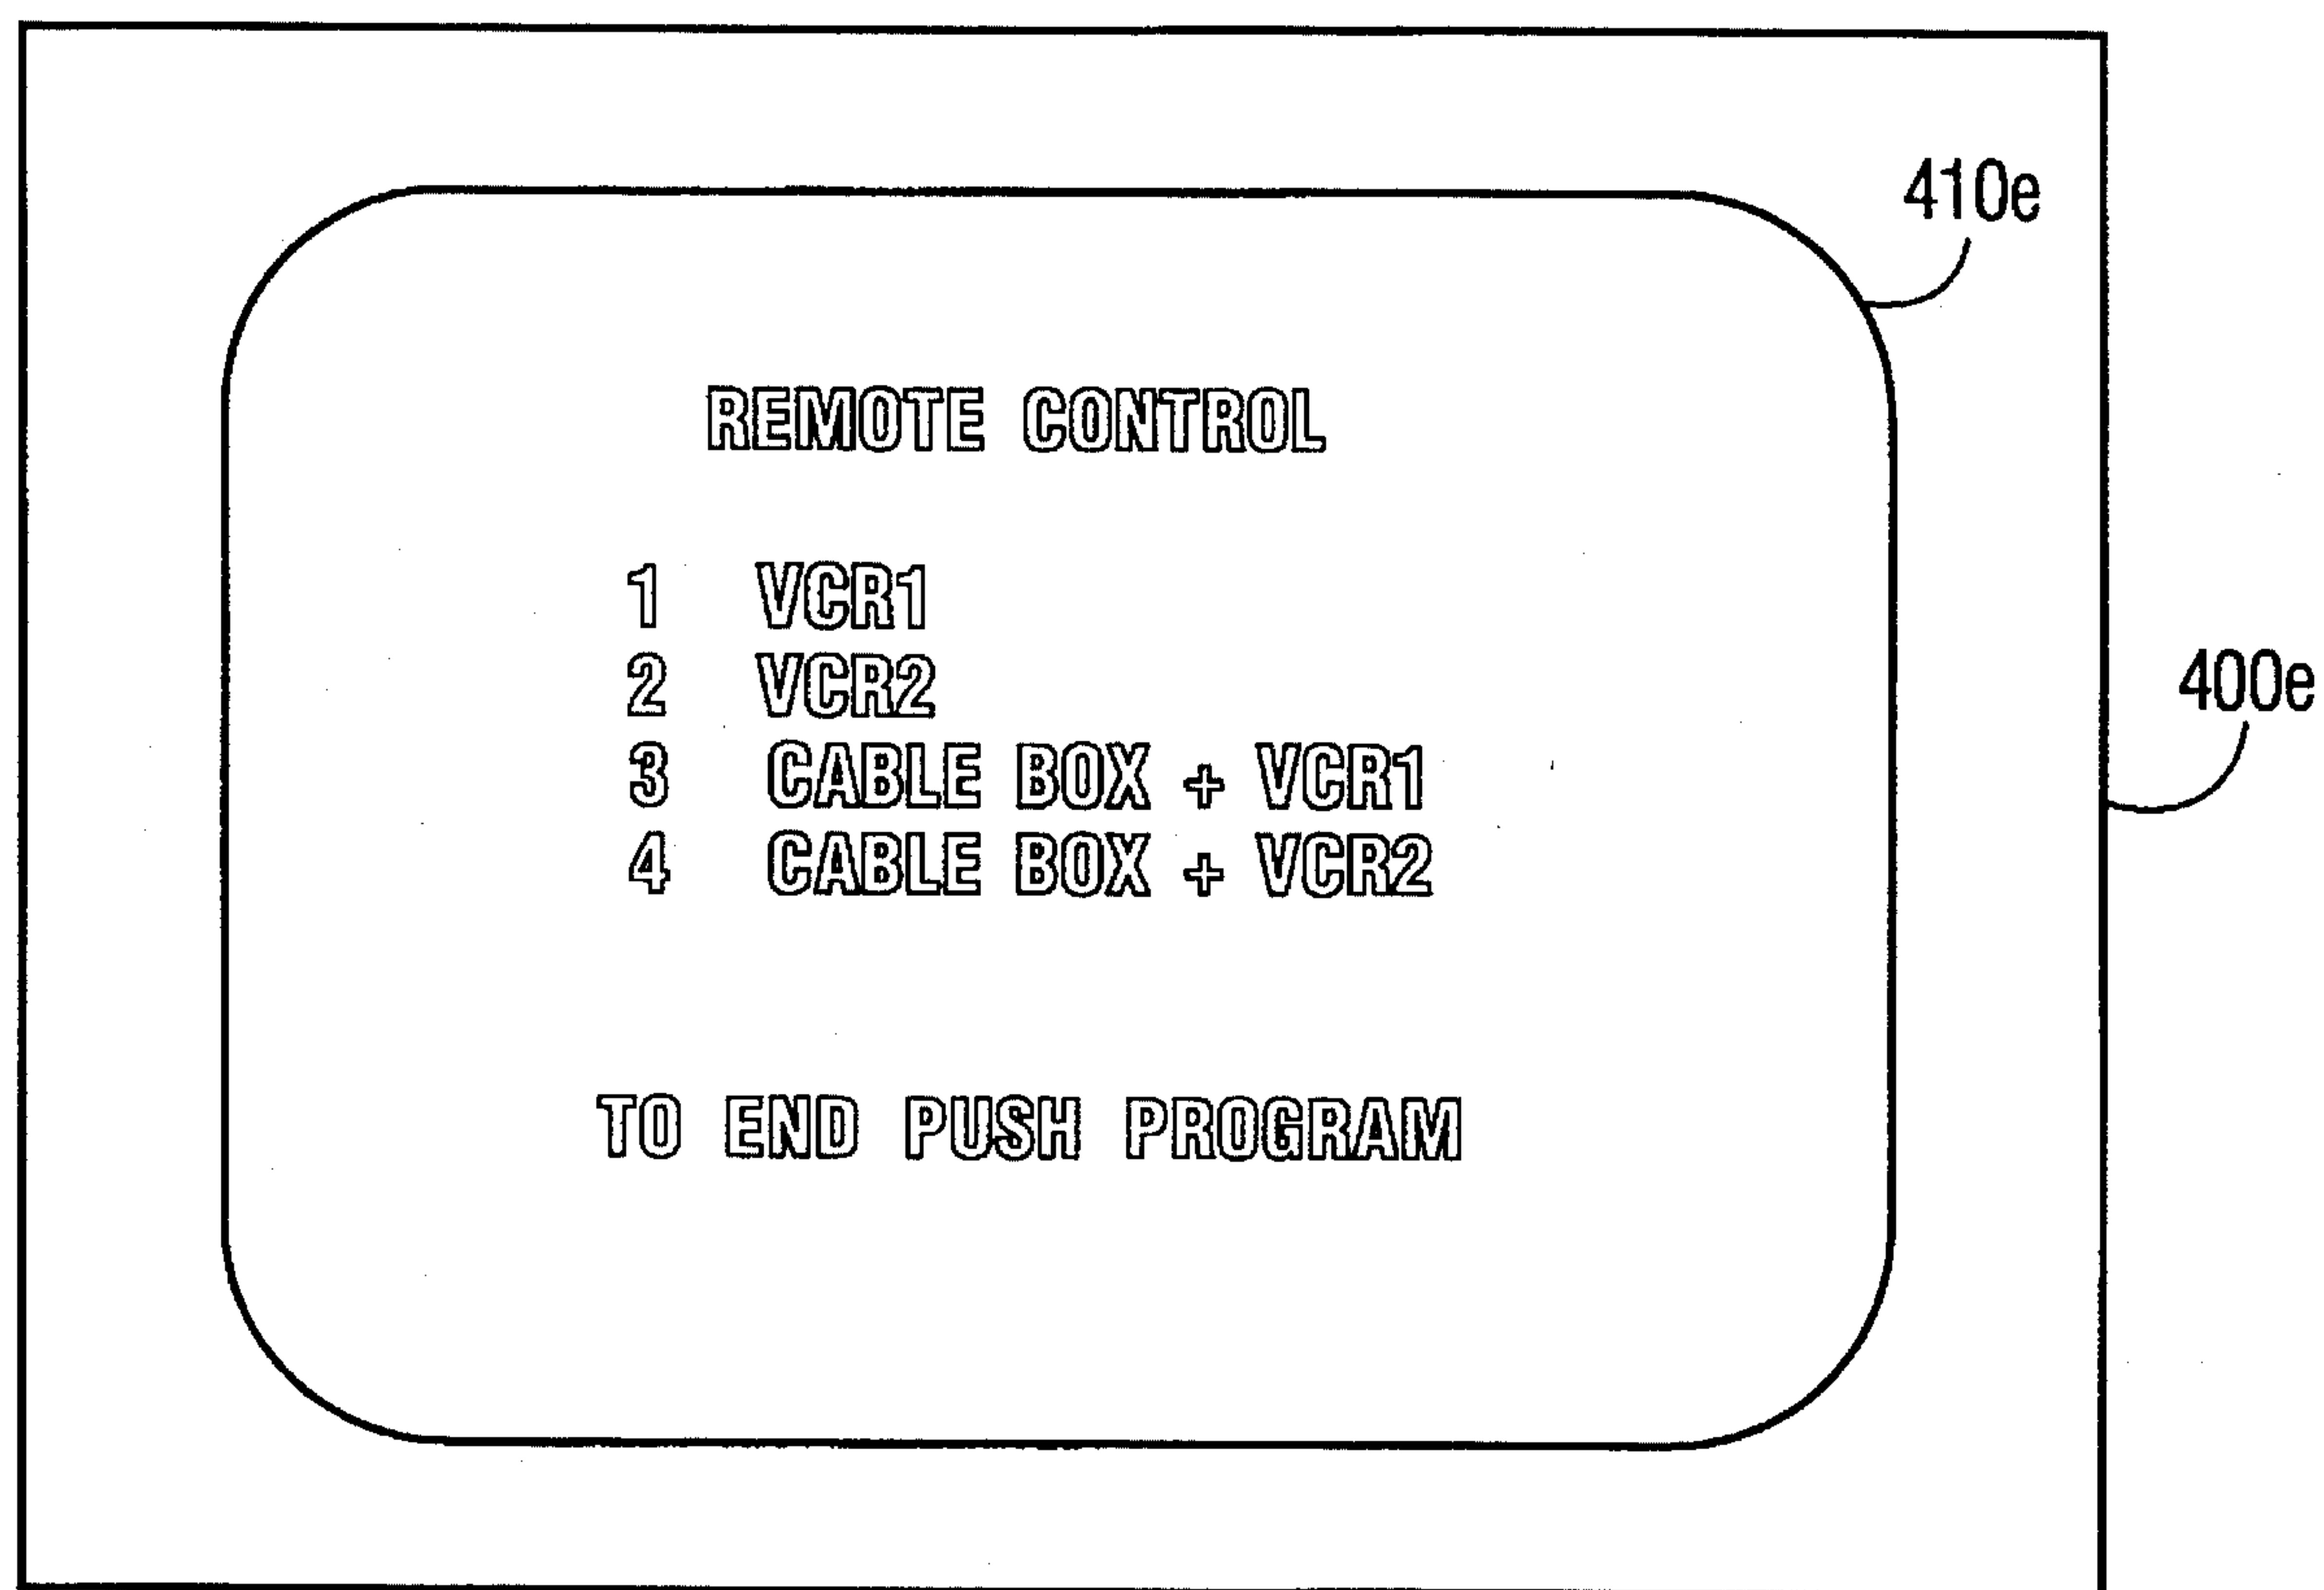 410e
REMOTE CONTROL
1 VCR1
2 VCR2
400e
3 CABLE BOX + VCR1
4 CABLE BOX + VCR2
TO END PUSH PROGRAM